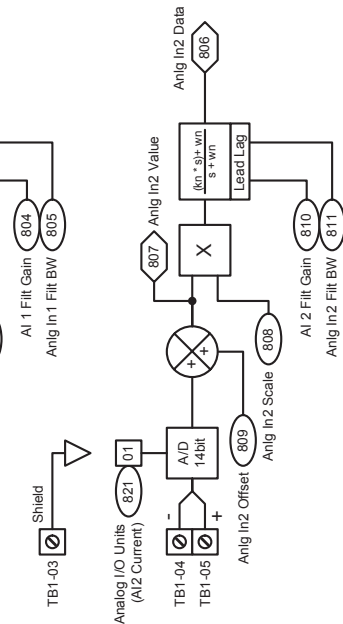 804
AI 1 Filt Gain
805
Anlg In1 Filt BW
TB1-03
Shield
Analog I/O Units
(AI2 Current)
821
01
TB1-04
TB1-05
-
+
A/D
14bit
Anlg In2 Offset
809
+
+
Anlg In2 Scale
808
807
Anlg In2 Value
X
(kn * s)+ wn
s + wn
Lead Lag
806
Anlg In2 Data
AI 2 Filt Gain
810
Anlg In2 Filt BW
811